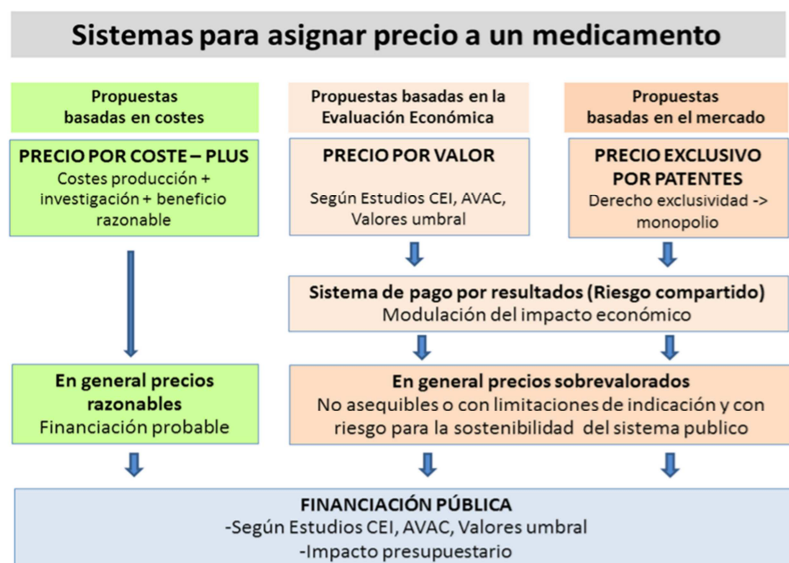 Sistemas para asignar precio a un medicamento
Propuestas
basadas en costes
Propuestas basadas en la
Evaluación Económica
Propuestas
basadas en el mercado
PRECIO POR COSTE – PLUS
Costes producción +
investigación + beneficio
razonable
PRECIO POR VALOR
Según Estudios CEI, AVAC,
Valores umbral
PRECIO EXCLUSIVO
POR PATENTES
Derecho exclusividad ->
monopolio
Sistema de pago por resultados (Riesgo compartido)
Modulación del impacto económico
En general precios
razonables
Financiación probable
En general precios sobrevalorados
No asequibles o con limitaciones de indicación y con
riesgo para la sostenibilidad del sistema publico
FINANCIACIÓN PÚBLICA
-Según Estudios CEI, AVAC, Valores umbral
-Impacto presupuestario